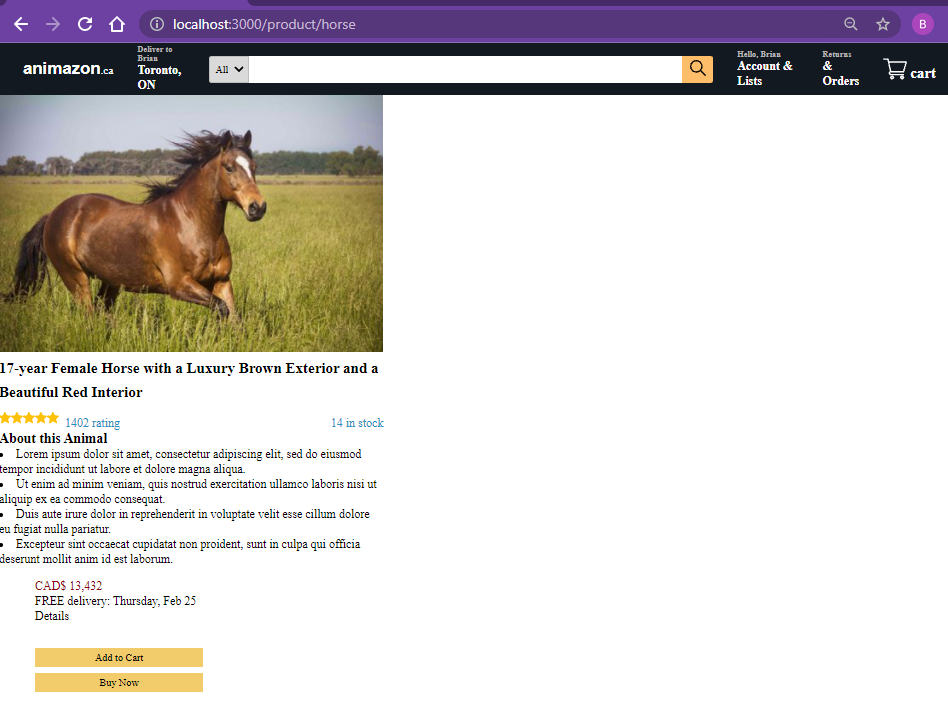 localhost:3000/product/horse
B
animazon.ca
Deliver to
Brian
Toronto,
ON
All
Hello, Brian
Account &
Lists
Returns
&
Orders
cart
17-year Female Horse with a Luxury Brown Exterior and a
Beautiful Red Interior
1402 rating 14 in stock
About this Animal
• Lorem ipsum dolor sit amet, consectetur adipiscing elit, sed do eiusmod
tempor incididunt ut labore et dolore magna aliqua.
• Ut enim ad minim veniam, quis nostrud exercitation ullamco laboris nisi ut
aliquip ex ea commodo consequat.
• Duis aute irure dolor in reprehenderit in voluptate velit esse cillum dolore
eu fugiat nulla pariatur.
• Excepteur sint occaecat cupidatat non proident, sunt in culpa qui officia
deserunt mollit anim id est laborum.
CAD$ 13,432
FREE delivery: Thursday, Feb 25
Details
Add to Cart
Buy Now